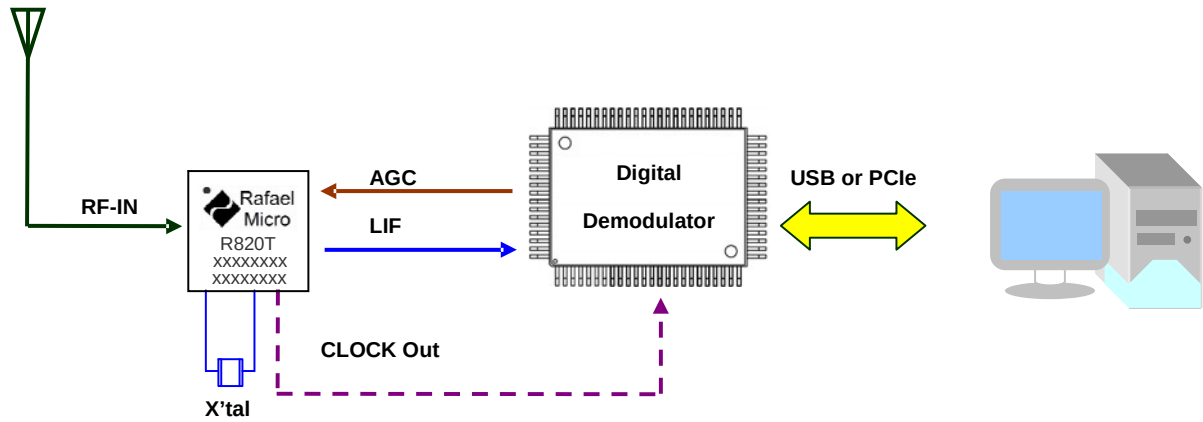 RF-IN
Rafael
Micro
R820T
XXXXXXXX
XXXXXXXX
AGC
LIF
Digital
Demodulator
USB or PCIe
CLOCK Out
X’tal